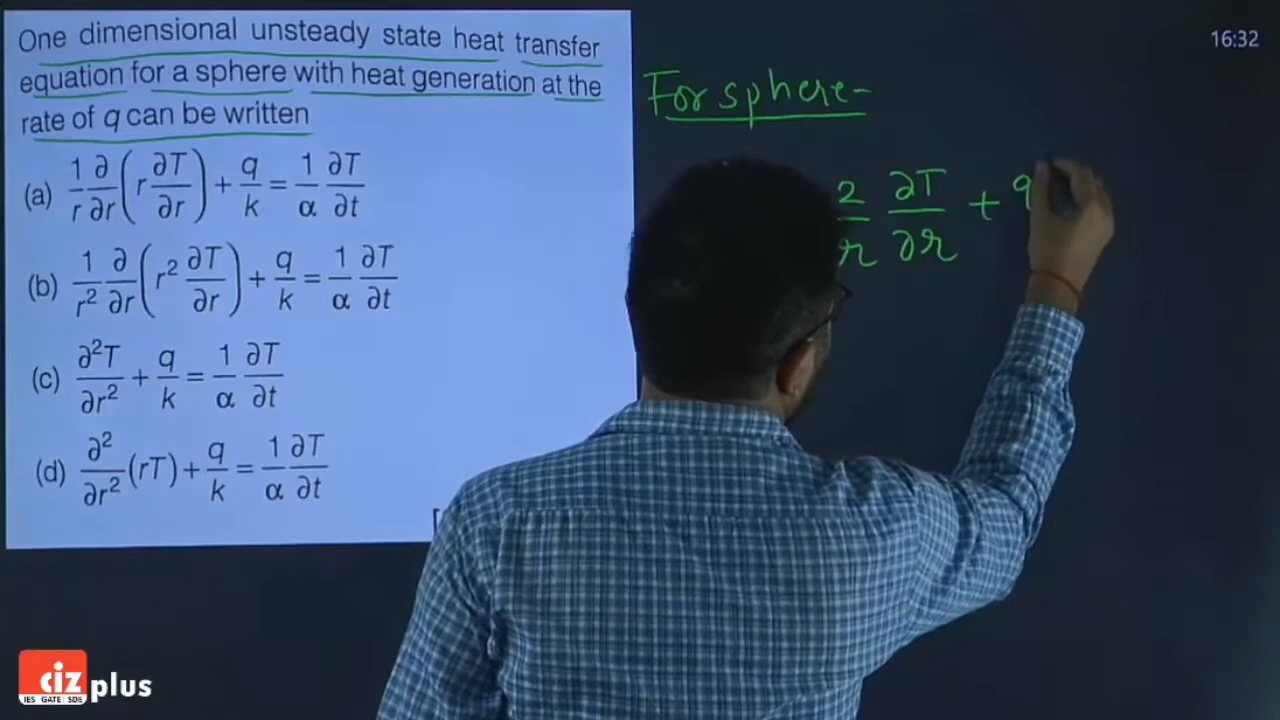 One dimensional unsteady state heat transfer
equation for a sphere with heat generation at the
rate of q can be written
(a) 1/r ∂/∂r (r ∂T/∂r) + q/k = 1/α ∂T/∂t
(b) 1/r² ∂/∂r (r² ∂T/∂r) + q/k = 1/α ∂T/∂t
(c) ∂²T/∂r² + q/k = 1/α ∂T/∂t
(d) ∂²/∂r² (rT) + q/k = 1/α ∂T/∂t
[
16:32
For sphere-
2/r ∂T/∂r + q
ciz plus
IES GATE SDE